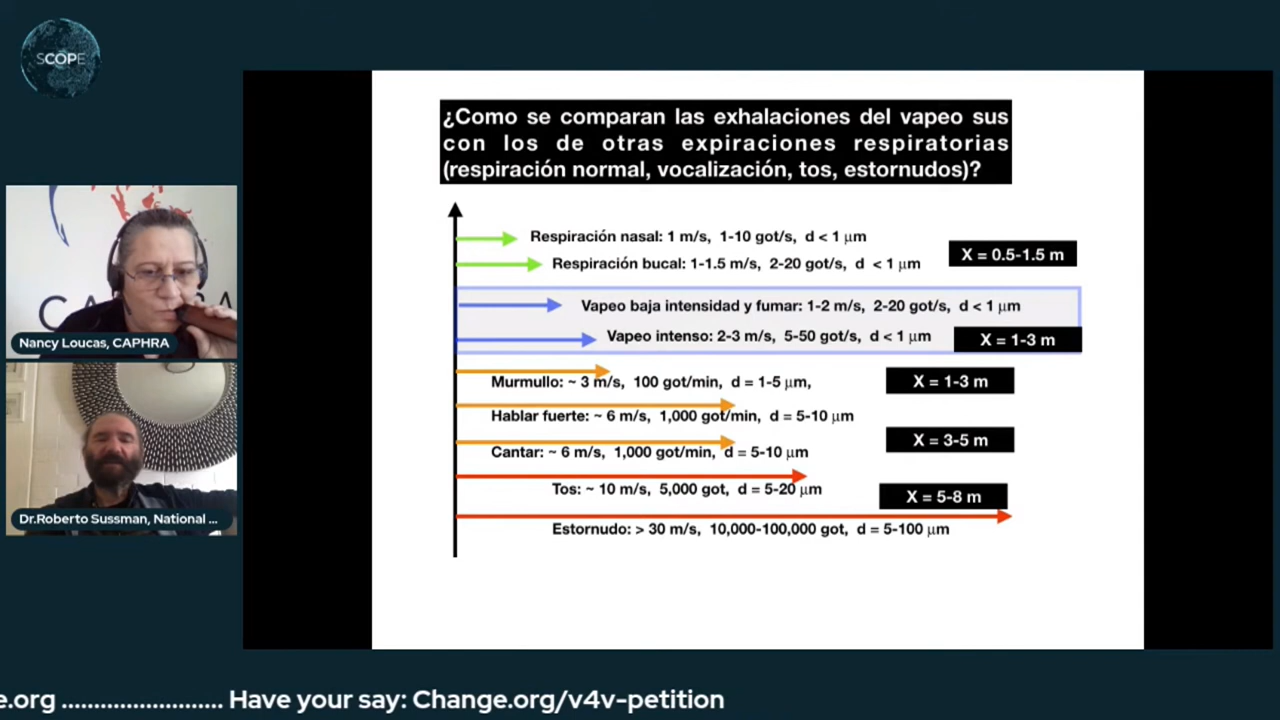 SCOPE
¿Como se comparan las exhalaciones del vapeo sus
con los de otras expiraciones respiratorias
(respiración normal, vocalización, tos, estornudos)?
Respiración nasal: 1 m/s, 1-10 got/s, d < 1 μm
X = 0.5-1.5 m
Respiración bucal: 1-1.5 m/s, 2-20 got/s, d < 1 μm
Vapeo baja intensidad y fumar: 1-2 m/s, 2-20 got/s, d < 1 μm
Vapeo intenso: 2-3 m/s, 5-50 got/s, d < 1 μm
X = 1-3 m
Murmullo: ~ 3 m/s, 100 got/min, d = 1-5 μm,
X = 1-3 m
Hablar fuerte: ~ 6 m/s, 1,000 got/min, d = 5-10 μm
X = 3-5 m
Cantar: ~ 6 m/s, 1,000 got/min, d = 5-10 μm
Tos: ~ 10 m/s, 5,000 got, d = 5-20 μm
X = 5-8 m
Estornudo: > 30 m/s, 10,000-100,000 got, d = 5-100 μm
Nancy Loucas, CAPHRA
Dr.Roberto Sussman, National ...
e.org ........................ Have your say: Change.org/v4v-petition